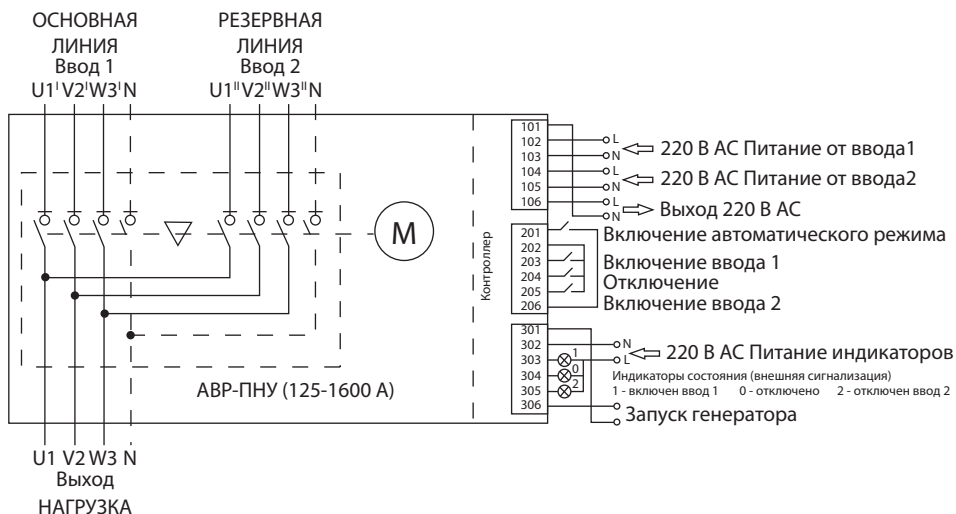 ОСНОВНАЯ
ЛИНИЯ
Ввод 1
U1ᴵ V2ᴵ W3ᴵ N
РЕЗЕРВНАЯ
ЛИНИЯ
Ввод 2
U1ᴵᴵ V2ᴵᴵ W3ᴵᴵ N
M
АВР-ПНУ (125-1600 А)
Контроллер
101
102
103
104
105
106
L
N
L
N
L
N
220 В АС Питание от ввода1
220 В АС Питание от ввода2
Выход 220 В АС
201
202
203
204
205
206
Включение автоматического режима
Включение ввода 1
Отключение
Включение ввода 2
301
302
303
304
305
306
1
0
2
N
L
220 В АС Питание индикаторов
Индикаторы состояния (внешняя сигнализация)
1 - включен ввод 1 0 - отключено 2 - отключен ввод 2
Запуск генератора
U1 V2 W3 N
Выход
НАГРУЗКА